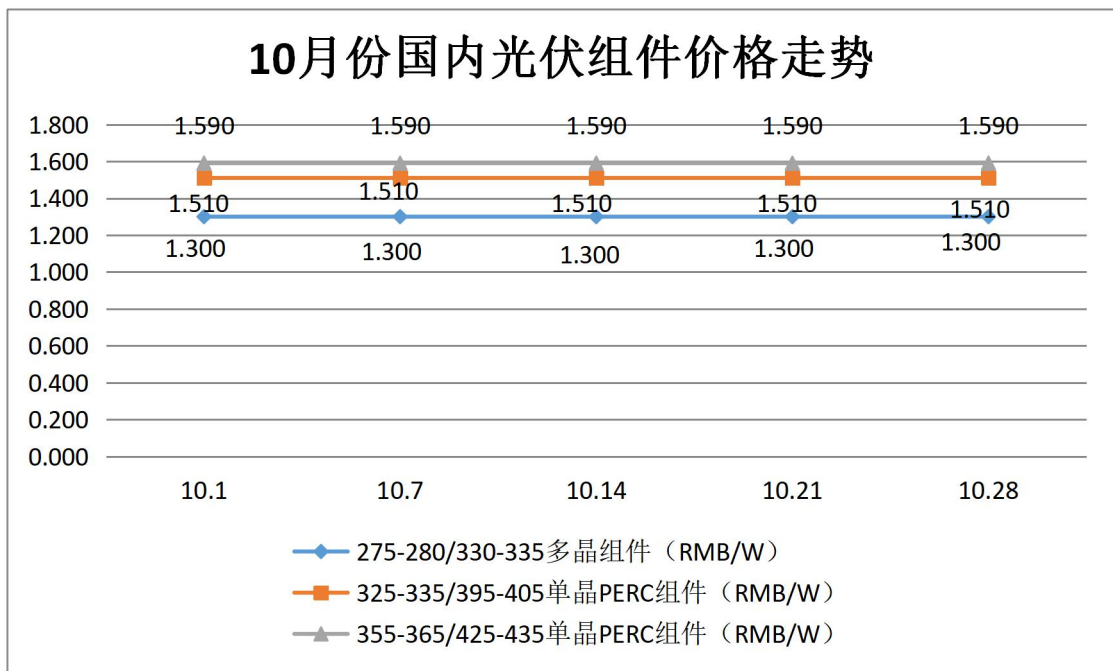 10月份国内光伏组件价格走势
1.800
1.590 1.590 1.590 1.590 1.590
1.600
1.400
1.510 1.510 1.510 1.510 1.510
1.200
1.300 1.300 1.300 1.300 1.300
1.000
0.800
0.600
0.400
0.200
0.000
10.1 10.7 10.14 10.21 10.28
275-280/330-335多晶组件（RMB/W）
325-335/395-405单晶PERC组件（RMB/W）
355-365/425-435单晶PERC组件（RMB/W）